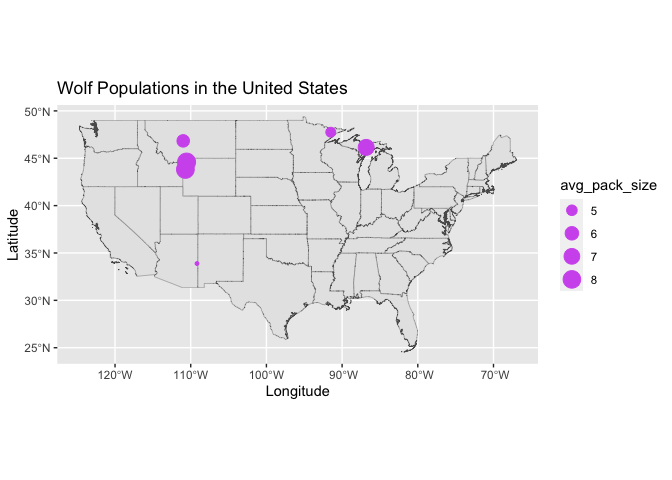 Wolf Populations in the United States
50°N
45°N
40°N
35°N
30°N
25°N
Latitude
120°W 110°W 100°W 90°W 80°W 70°W
Longitude
avg_pack_size
5
6
7
8